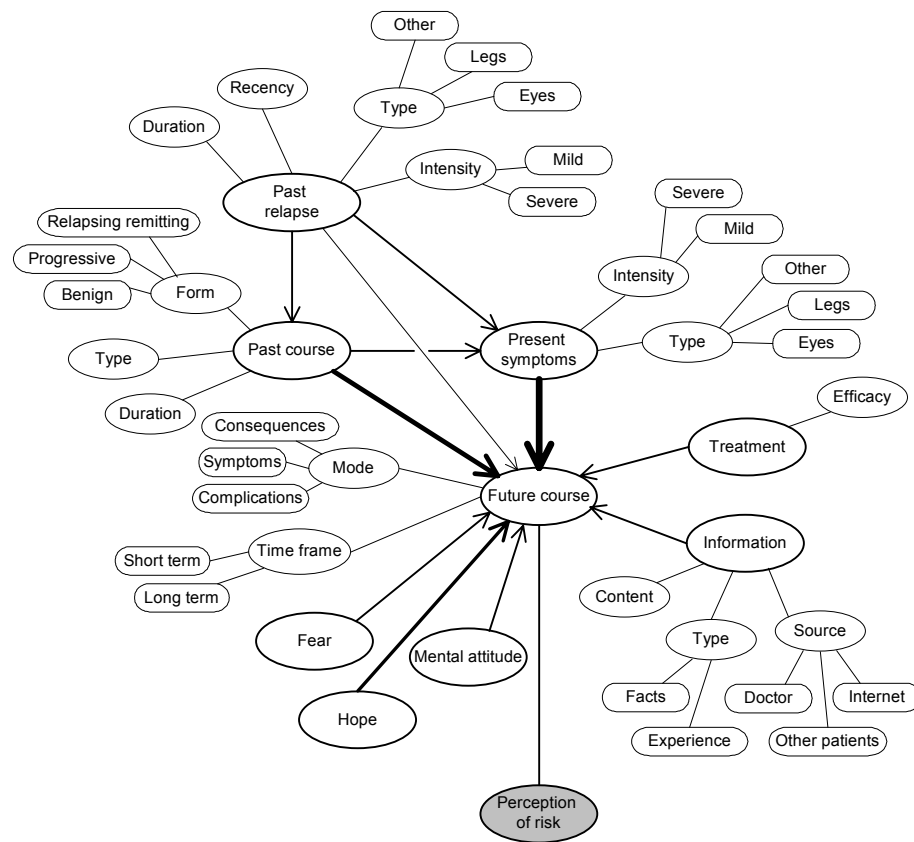 Other
Legs
Recency
Type
Eyes
Duration
Mild
Intensity
Past
relapse
Severe
Severe
Relapsing remitting
Mild
Progressive
Other
Intensity
Form
Benign
Legs
Past course
Present
symptoms
Type
Eyes
Type
Efficacy
Duration
Consequences
Treatment
Symptoms
Mode
Complications
Future course
Information
Short term
Time frame
Content
Long term
Type
Source
Fear
Mental attitude
Facts
Doctor
Internet
Hope
Experience
Other patients
Perception
of risk